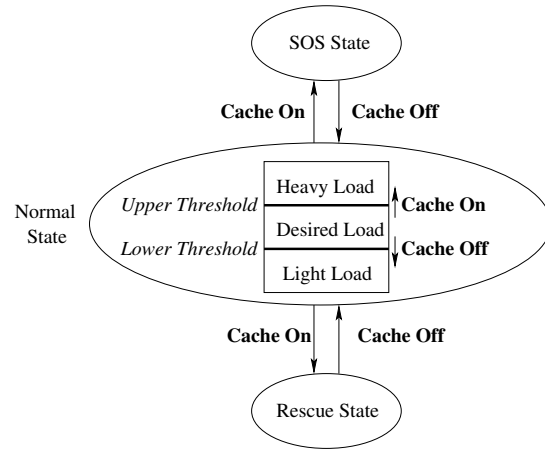 SOS State
Cache On
Cache Off
Heavy Load
Upper Threshold
Cache On
Normal
State
Desired Load
Lower Threshold
Cache Off
Light Load
Cache On
Cache Off
Rescue State